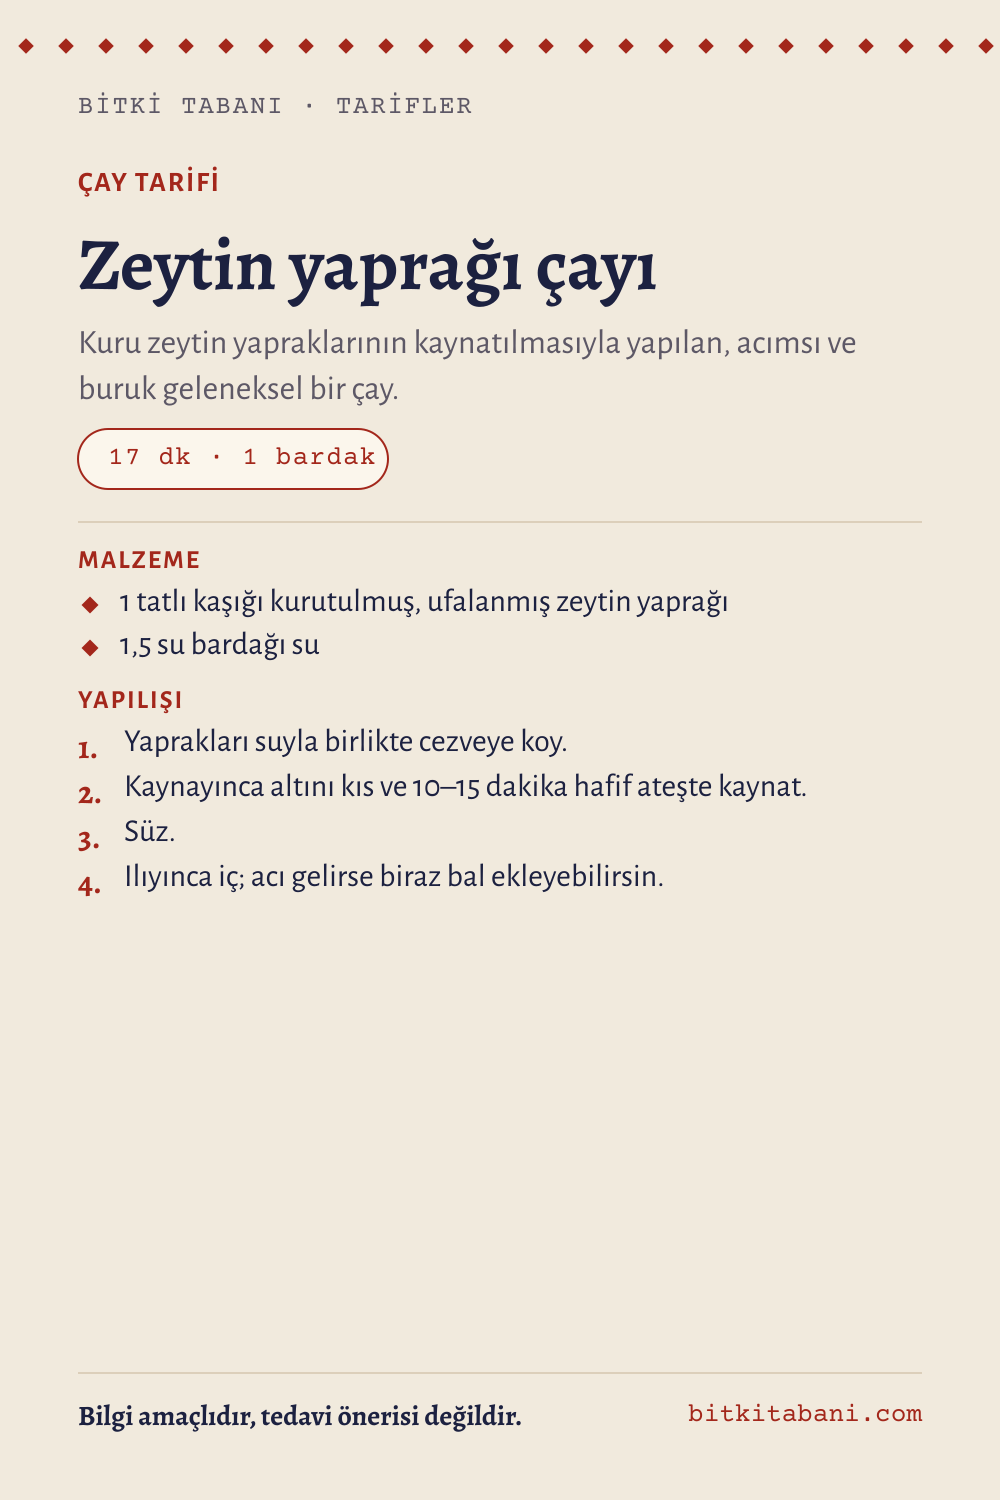 BİTKİ TABANI · TARİFLER
ÇAY TARİFİ
Zeytin yaprağı çayı
Kuru zeytin yapraklarının kaynatılmasıyla yapılan, acımsı ve
buruk geleneksel bir çay.
17 dk · 1 bardak
MALZEME
◆ 1 tatlı kaşığı kurutulmuş, ufalanmış zeytin yaprağı
◆ 1,5 su bardağı su
YAPILIŞI
1. Yaprakları suyla birlikte cezveye koy.
2. Kaynayınca altını kıs ve 10–15 dakika hafif ateşte kaynat.
3. Süz.
4. Ilıyınca iç; acı gelirse biraz bal ekleyebilirsin.
Bilgi amaçlıdır, tedavi önerisi değildir.
bitkitabani.com